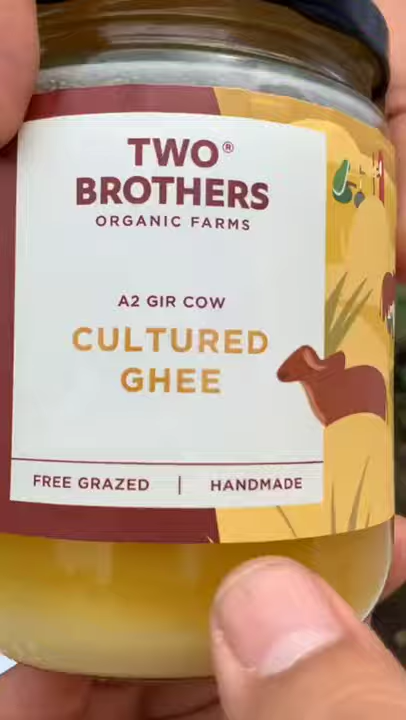 TWO®
BROTHERS
ORGANIC FARMS
A2 GIR COW
CULTURED
GHEE
FREE GRAZED | HANDMADE